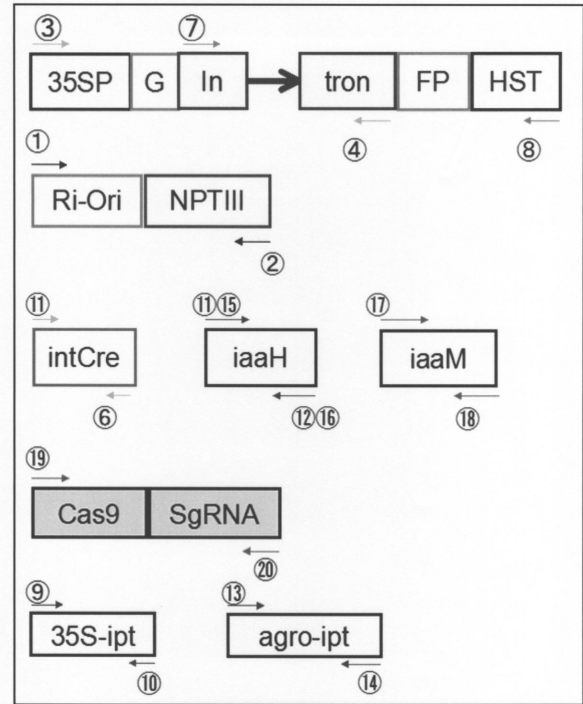 ③ ⑦
35SP G In tron FP HST
④ ⑧
①
Ri-Ori NPTIII
②
⑪ ⑪⑮ ⑰
intCre iaaH iaaM
⑥ ⑫⑯ ⑱
⑲
Cas9 SgRNA
⑳
⑨ ⑬
35S-ipt agro-ipt
⑩ ⑭